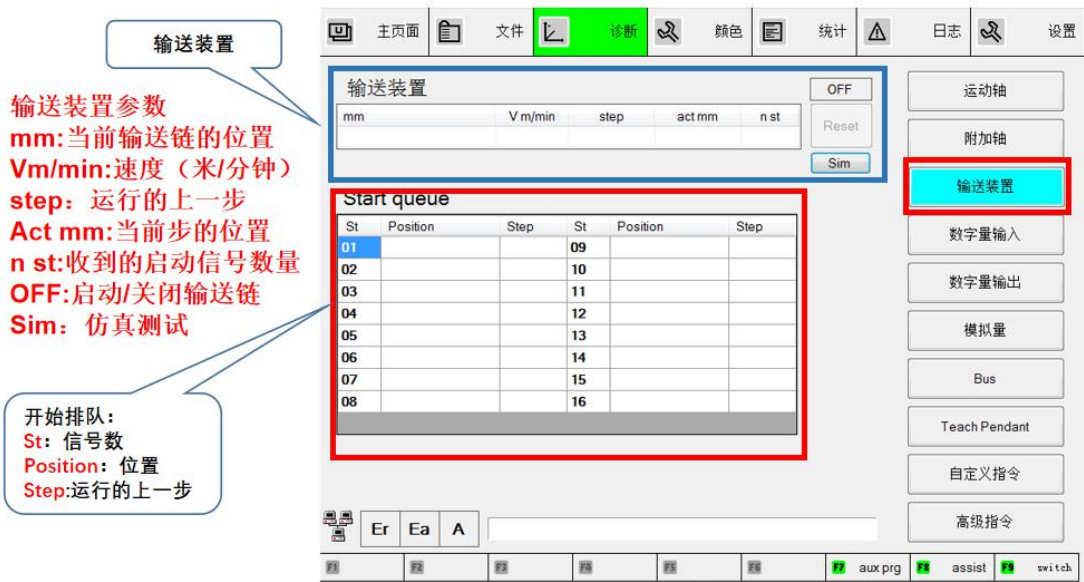 主页面 文件 诊断 颜色 统计 日志 设置
输送装置
输送装置参数
mm:当前输送链的位置
Vm/min:速度（米/分钟）
step：运行的上一步
Act mm:当前步的位置
n st:收到的启动信号数量
OFF:启动/关闭输送链
Sim：仿真测试
开始排队：
St：信号数
Position：位置
Step:运行的上一步
输送装置
OFF
mm V m/min step act mm n st
Reset
Sim
Start queue
St Position Step St Position Step
01 09
02 10
03 11
04 12
05 13
06 14
07 15
08 16
运动轴
附加轴
输送装置
数字量输入
数字量输出
模拟量
Bus
Teach Pendant
自定义指令
高级指令
Er Ea A
F1 F2 F3 F4 F5 F6 F7 aux prg F8 assist F9 switch